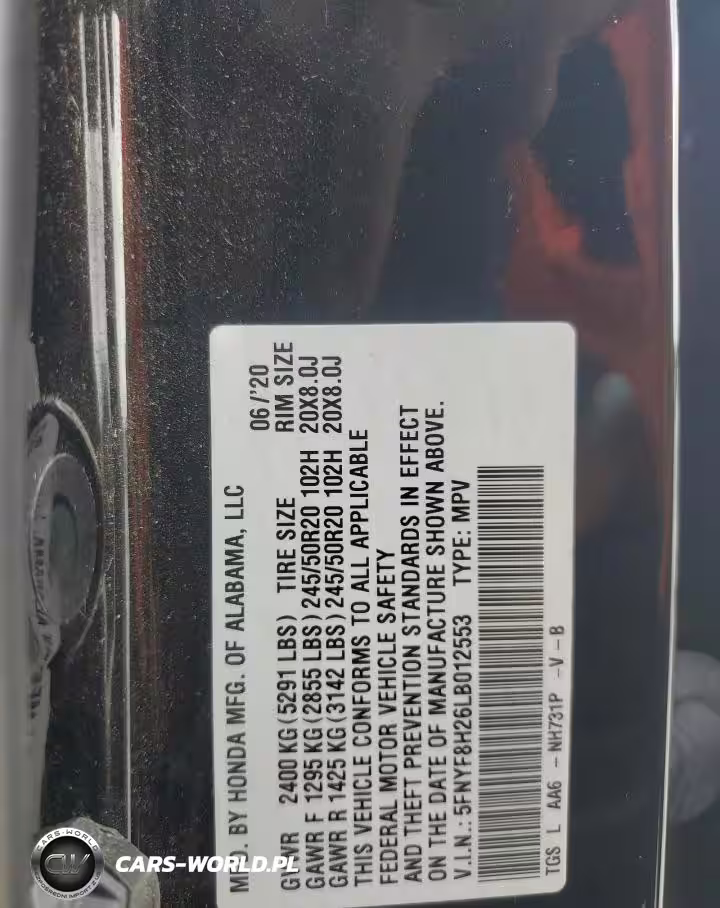 MFD. BY HONDA MFG. OF ALABAMA, LLC 06/'20
GVWR 2400 KG (5291 LBS) TIRE SIZE RIM SIZE
GAWR F 1295 KG (2855 LBS) 245/50R20 102H 20X8.0J
GAWR R 1425 KG (3142 LBS) 245/50R20 102H 20X8.0J
THIS VEHICLE CONFORMS TO ALL APPLICABLE
FEDERAL MOTOR VEHICLE SAFETY
AND THEFT PREVENTION STANDARDS IN EFFECT
ON THE DATE OF MANUFACTURE SHOWN ABOVE.
V.I.N.: 5FNYF8H26LB012553 TYPE: MPV
TGS L AA6 - NH731P -V-B
CARS-WORLD
CW
CARS-WORLD.PL